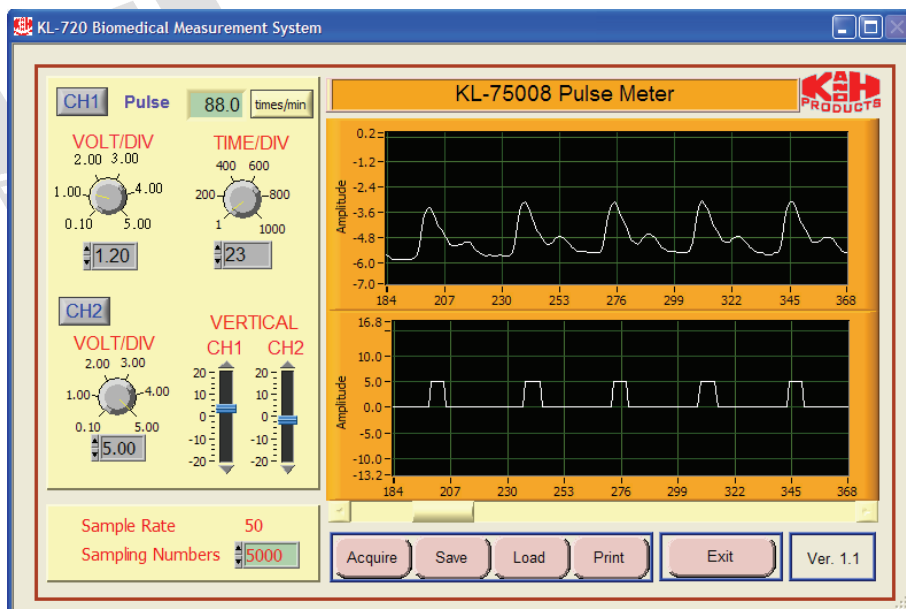 KL-720 Biomedical Measurement System
CH1 Pulse 88.0 times/min
VOLT/DIV
2.00 3.00
1.00 4.00
0.10 5.00
1.20
TIME/DIV
400 600
200 800
1 1000
23
CH2
VOLT/DIV
2.00 3.00
1.00 4.00
0.10 5.00
5.00
VERTICAL
CH1 CH2
20 20
10 10
0 0
-10 -10
-20 -20
Sample Rate 50
Sampling Numbers 5000
KL-75008 Pulse Meter
K AND H
PRODUCTS
Amplitude
0.2
-1.2
-2.4
-3.6
-4.8
-6.0
-7.0
184 207 230 253 276 299 322 345 368
Amplitude
16.8
10.0
5.0
0.0
-5.0
-10.0
-13.2
184 207 230 253 276 299 322 345 368
Acquire Save Load Print Exit Ver. 1.1